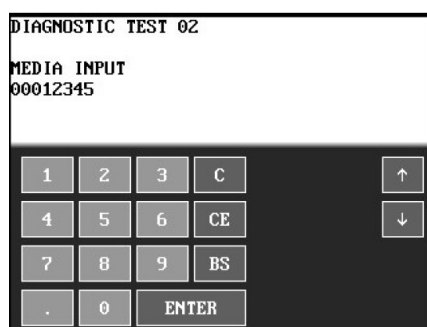 DIAGNOSTIC TEST 02
MEDIA INPUT
00012345
1 2 3 C ↑
4 5 6 CE ↓
7 8 9 BS
. 0 ENTER